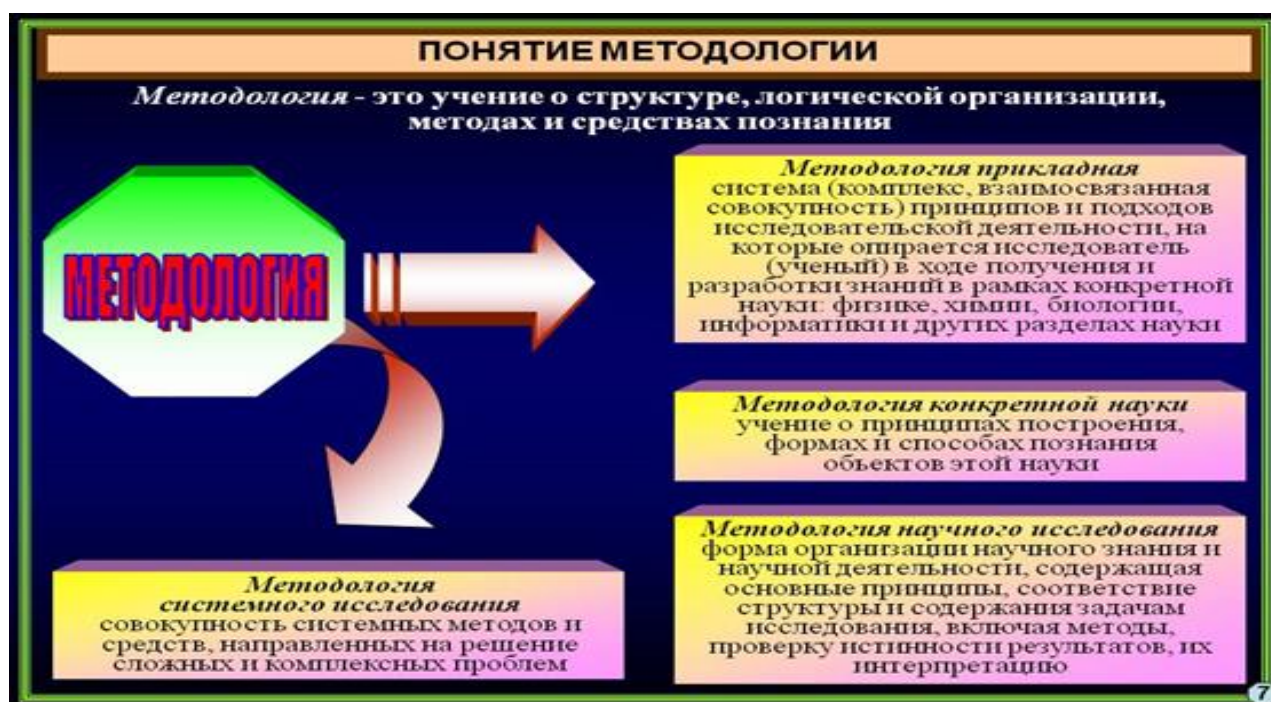 ПОНЯТИЕ МЕТОДОЛОГИИ
Методология - это учение о структуре, логической организации,
методах и средствах познания
МЕТОДОЛОГИЯ
Методология прикладная
система (комплекс, взаимосвязанная
совокупность) принципов и подходов
исследовательской деятельности, на
которые опирается исследователь
(ученый) в ходе получения и
разработки знаний в рамках конкретной
науки: физике, химии, биологии,
информатики и других разделах науки
Методология конкретной науки
учение о принципах построения,
формах и способах познания
объектов этой науки
Методология научного исследования
форма организации научного знания и
научной деятельности, содержащая
основные принципы, соответствие
структуры и содержания задачам
исследования, включая методы,
проверку истинности результатов, их
интерпретацию
Методология
системного исследования
совокупность системных методов и
средств, направленных на решение
сложных и комплексных проблем
7